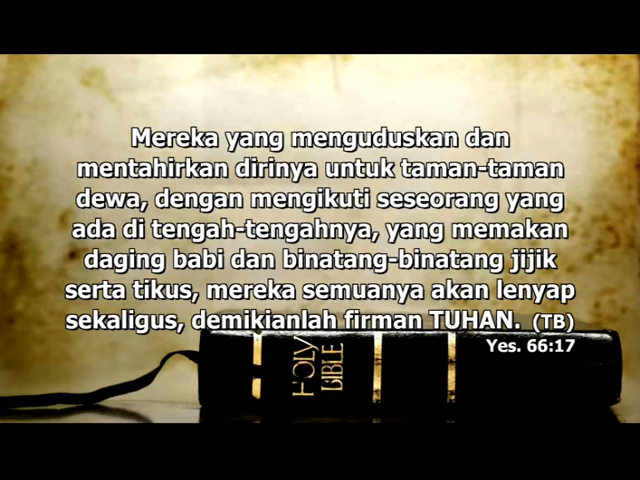 Mereka yang menguduskan dan
mentahirkan dirinya untuk taman-taman
dewa, dengan mengikuti seseorang yang
ada di tengah-tengahnya, yang memakan
daging babi dan binatang-binatang jijik
serta tikus, mereka semuanya akan lenyap
sekaligus, demikianlah firman TUHAN. (TB)
Yes. 66:17
HOLY
BIBLE